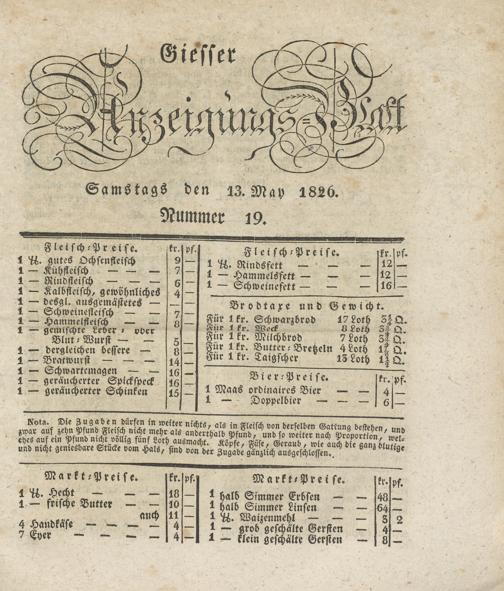 Giesser
Anzeigungs-Blatt
Samstags den 13. May 1826.
Nummer 19.
Fleisch-Preise. kr. pf.
1 ℔. gutes Ochsenfleisch 9 —
1 — Kühfleisch — — 7 —
1 — Rindfleisch — — 6 —
1 — Kalbfleisch, gewöhnliches 4 —
1 — desgl. ausgemästetes — — —
1 — Schweinefleisch — 7 —
1 — Hammelfleisch — 8 —
1 — gemischte Leber- oder
Blut-Wurst — — 5 —
1 — dergleichen bessere — 8 —
1 — Bratwurst — — 14 —
1 — Schwartemagen — — 16 —
1 — geräucherter Spickspeck 16 —
1 — geräucherter Schinken 15 —
Fleisch-Preise. kr. pf.
1 ℔. Rindsfett — — — 12 —
1 — Hammelsfett — — — 12 —
1 — Schweinefett — — — 16 —
Brodtaxe und Gewicht.
Für 1 kr. Schwarzbrod 17 Loth
Für 1 kr. Weck 8 Loth
Für 1 kr. Milchbrod 7 Loth
Für 1 kr. Butter-Bretzeln 4 Loth
Für 1 kr. Taigscher 13 Loth
Bier-Preise. kr. pf.
1 Maas ordinaires Bier — — 4 —
1 — Doppelbier — — 6 —
Nota. Die Zugaben dürfen in weiter nichts, als in Fleisch von derselben Gattung bestehen, und
zwar auf zehn Pfund Fleisch nicht mehr als anderthalb Pfund, und so weiter nach Proportion, wel-
ches auf ein Pfund nicht völlig fünf Loth ausmacht. Köpfe, Füße, Geraub, wie auch die ganz blutige
und nicht genießbare Stücke vom Hals, sind von der Zugabe gänzlich ausgeschlossen.
Markt-Preise. kr. pf.
1 ℔. Hecht — — — 18 —
1 — frische Butter — — 10 —
auch 11 —
4 Handkäse — — — — 4 —
7 Eyer — — — — 4 —
Markt-Preise. kr. pf.
1 halb Simmer Erbsen — — 48 —
1 halb Simmer Linsen — — 64 —
1 ℔. Waizenmehl — — — 3 2
1 — grob geschälte Gersten — 4 —
1 — klein geschälte Gersten — 8 —